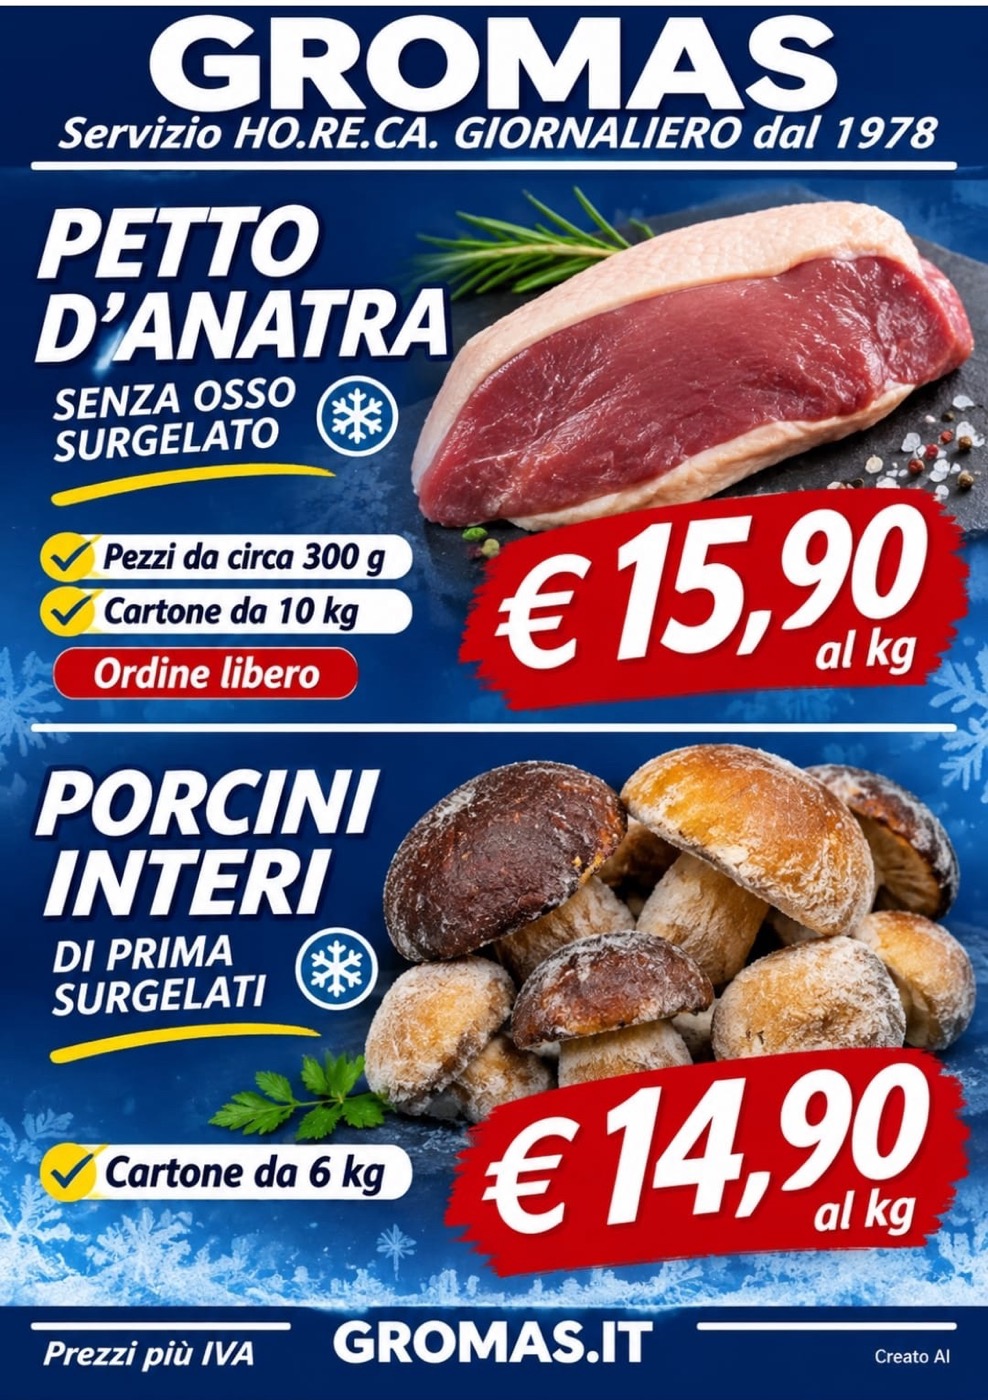 GROMAS
Servizio HO.RE.CA. GIORNALIERO dal 1978
PETTO
D'ANATRA
SENZA OSSO
SURGELATO
Pezzi da circa 300 g
Cartone da 10 kg
Ordine libero
€ 15,90
al kg
PORCINI
INTERI
DI PRIMA
SURGELATI
Cartone da 6 kg
€ 14,90
al kg
Prezzi più IVA
GROMAS.IT
Creato AI